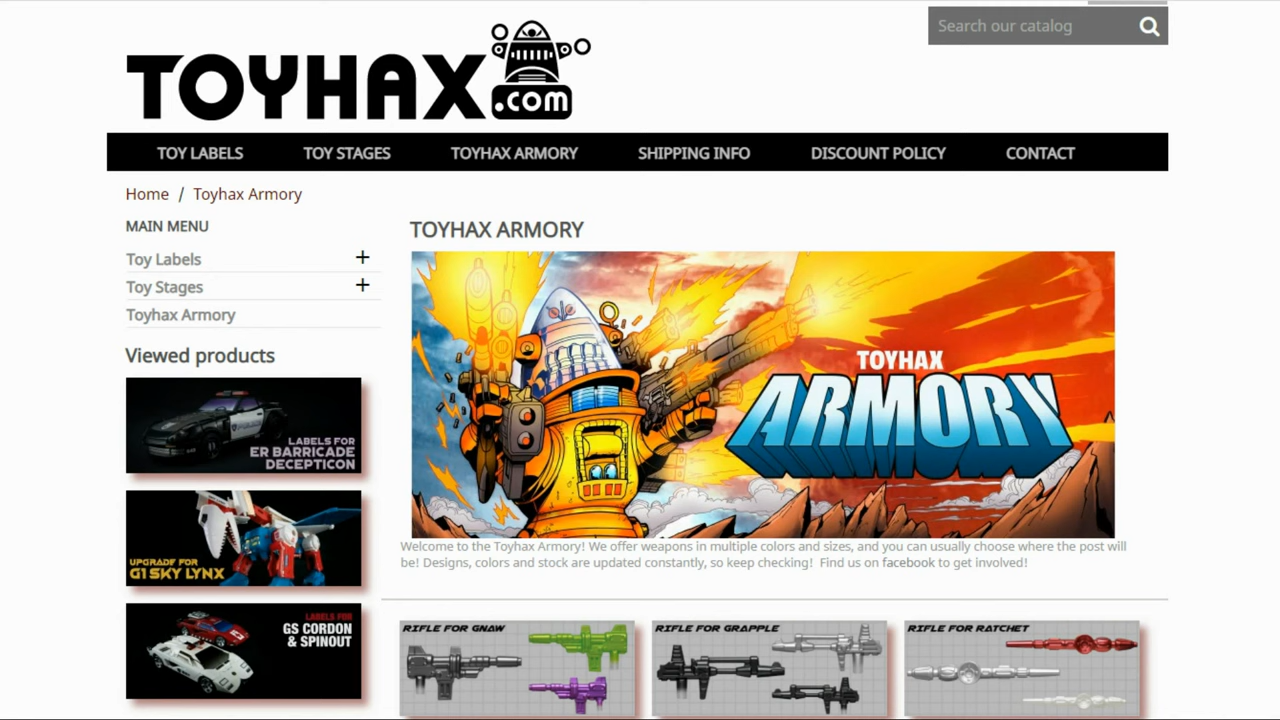 Search our catalog
TOYHAX
.com
TOY LABELS TOY STAGES TOYHAX ARMORY SHIPPING INFO DISCOUNT POLICY CONTACT
Home / Toyhax Armory
MAIN MENU
Toy Labels +
Toy Stages +
Toyhax Armory
Viewed products
LABELS FOR
ER BARRICADE
DECEPTICON
UPGRADE FOR
G1 SKY LYNX
LABELS FOR
GS CORDON
& SPINOUT
TOYHAX ARMORY
TOYHAX
ARMORY
Welcome to the Toyhax Armory! We offer weapons in multiple colors and sizes, and you can usually choose where the post will
be! Designs, colors and stock are updated constantly, so keep checking! Find us on facebook to get involved!
RIFLE FOR GNAW
RIFLE FOR GRAPPLE
RIFLE FOR RATCHET